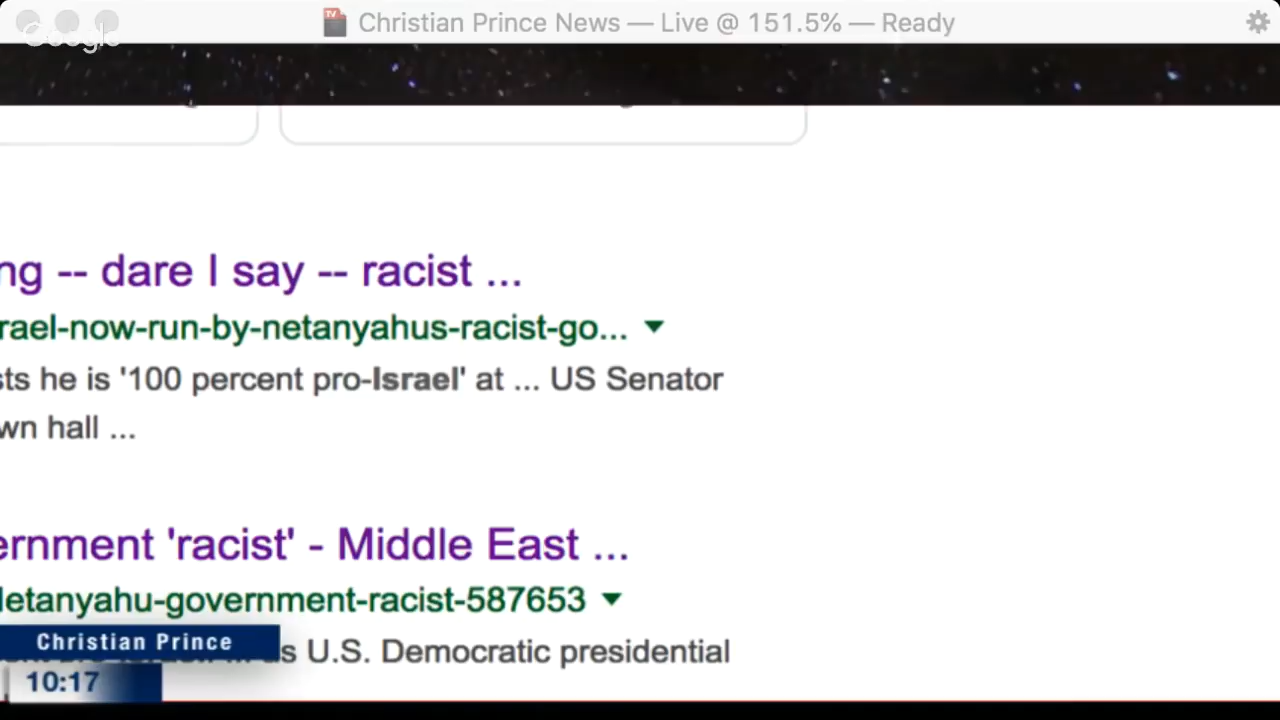 Christian Prince News — Live @ 151.5% — Ready
Google
ng -- dare I say -- racist ...
rael-now-run-by-netanyahus-racist-go...
sts he is '100 percent pro-Israel' at ... US Senator
wn hall ...
ernment 'racist' - Middle East ...
letanyahu-government-racist-587653
s U.S. Democratic presidential
Christian Prince
10:17